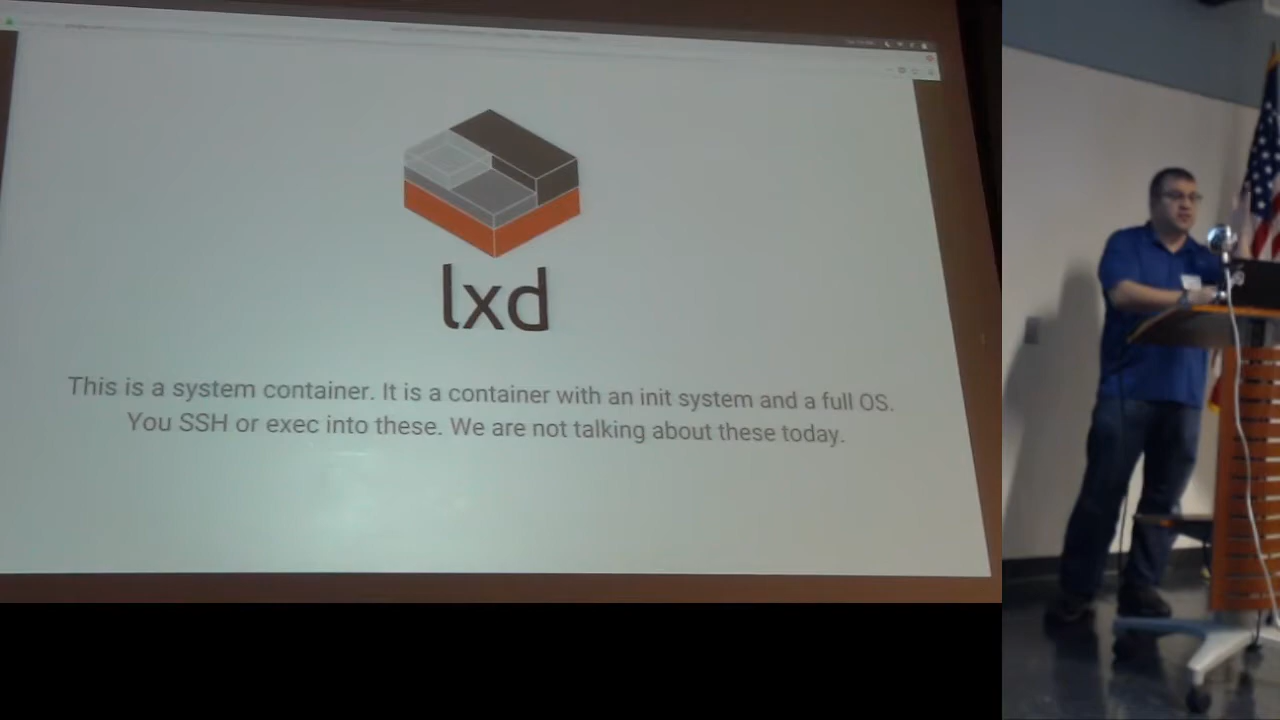 lxd
This is a system container. It is a container with an init system and a full OS.
You SSH or exec into these. We are not talking about these today.